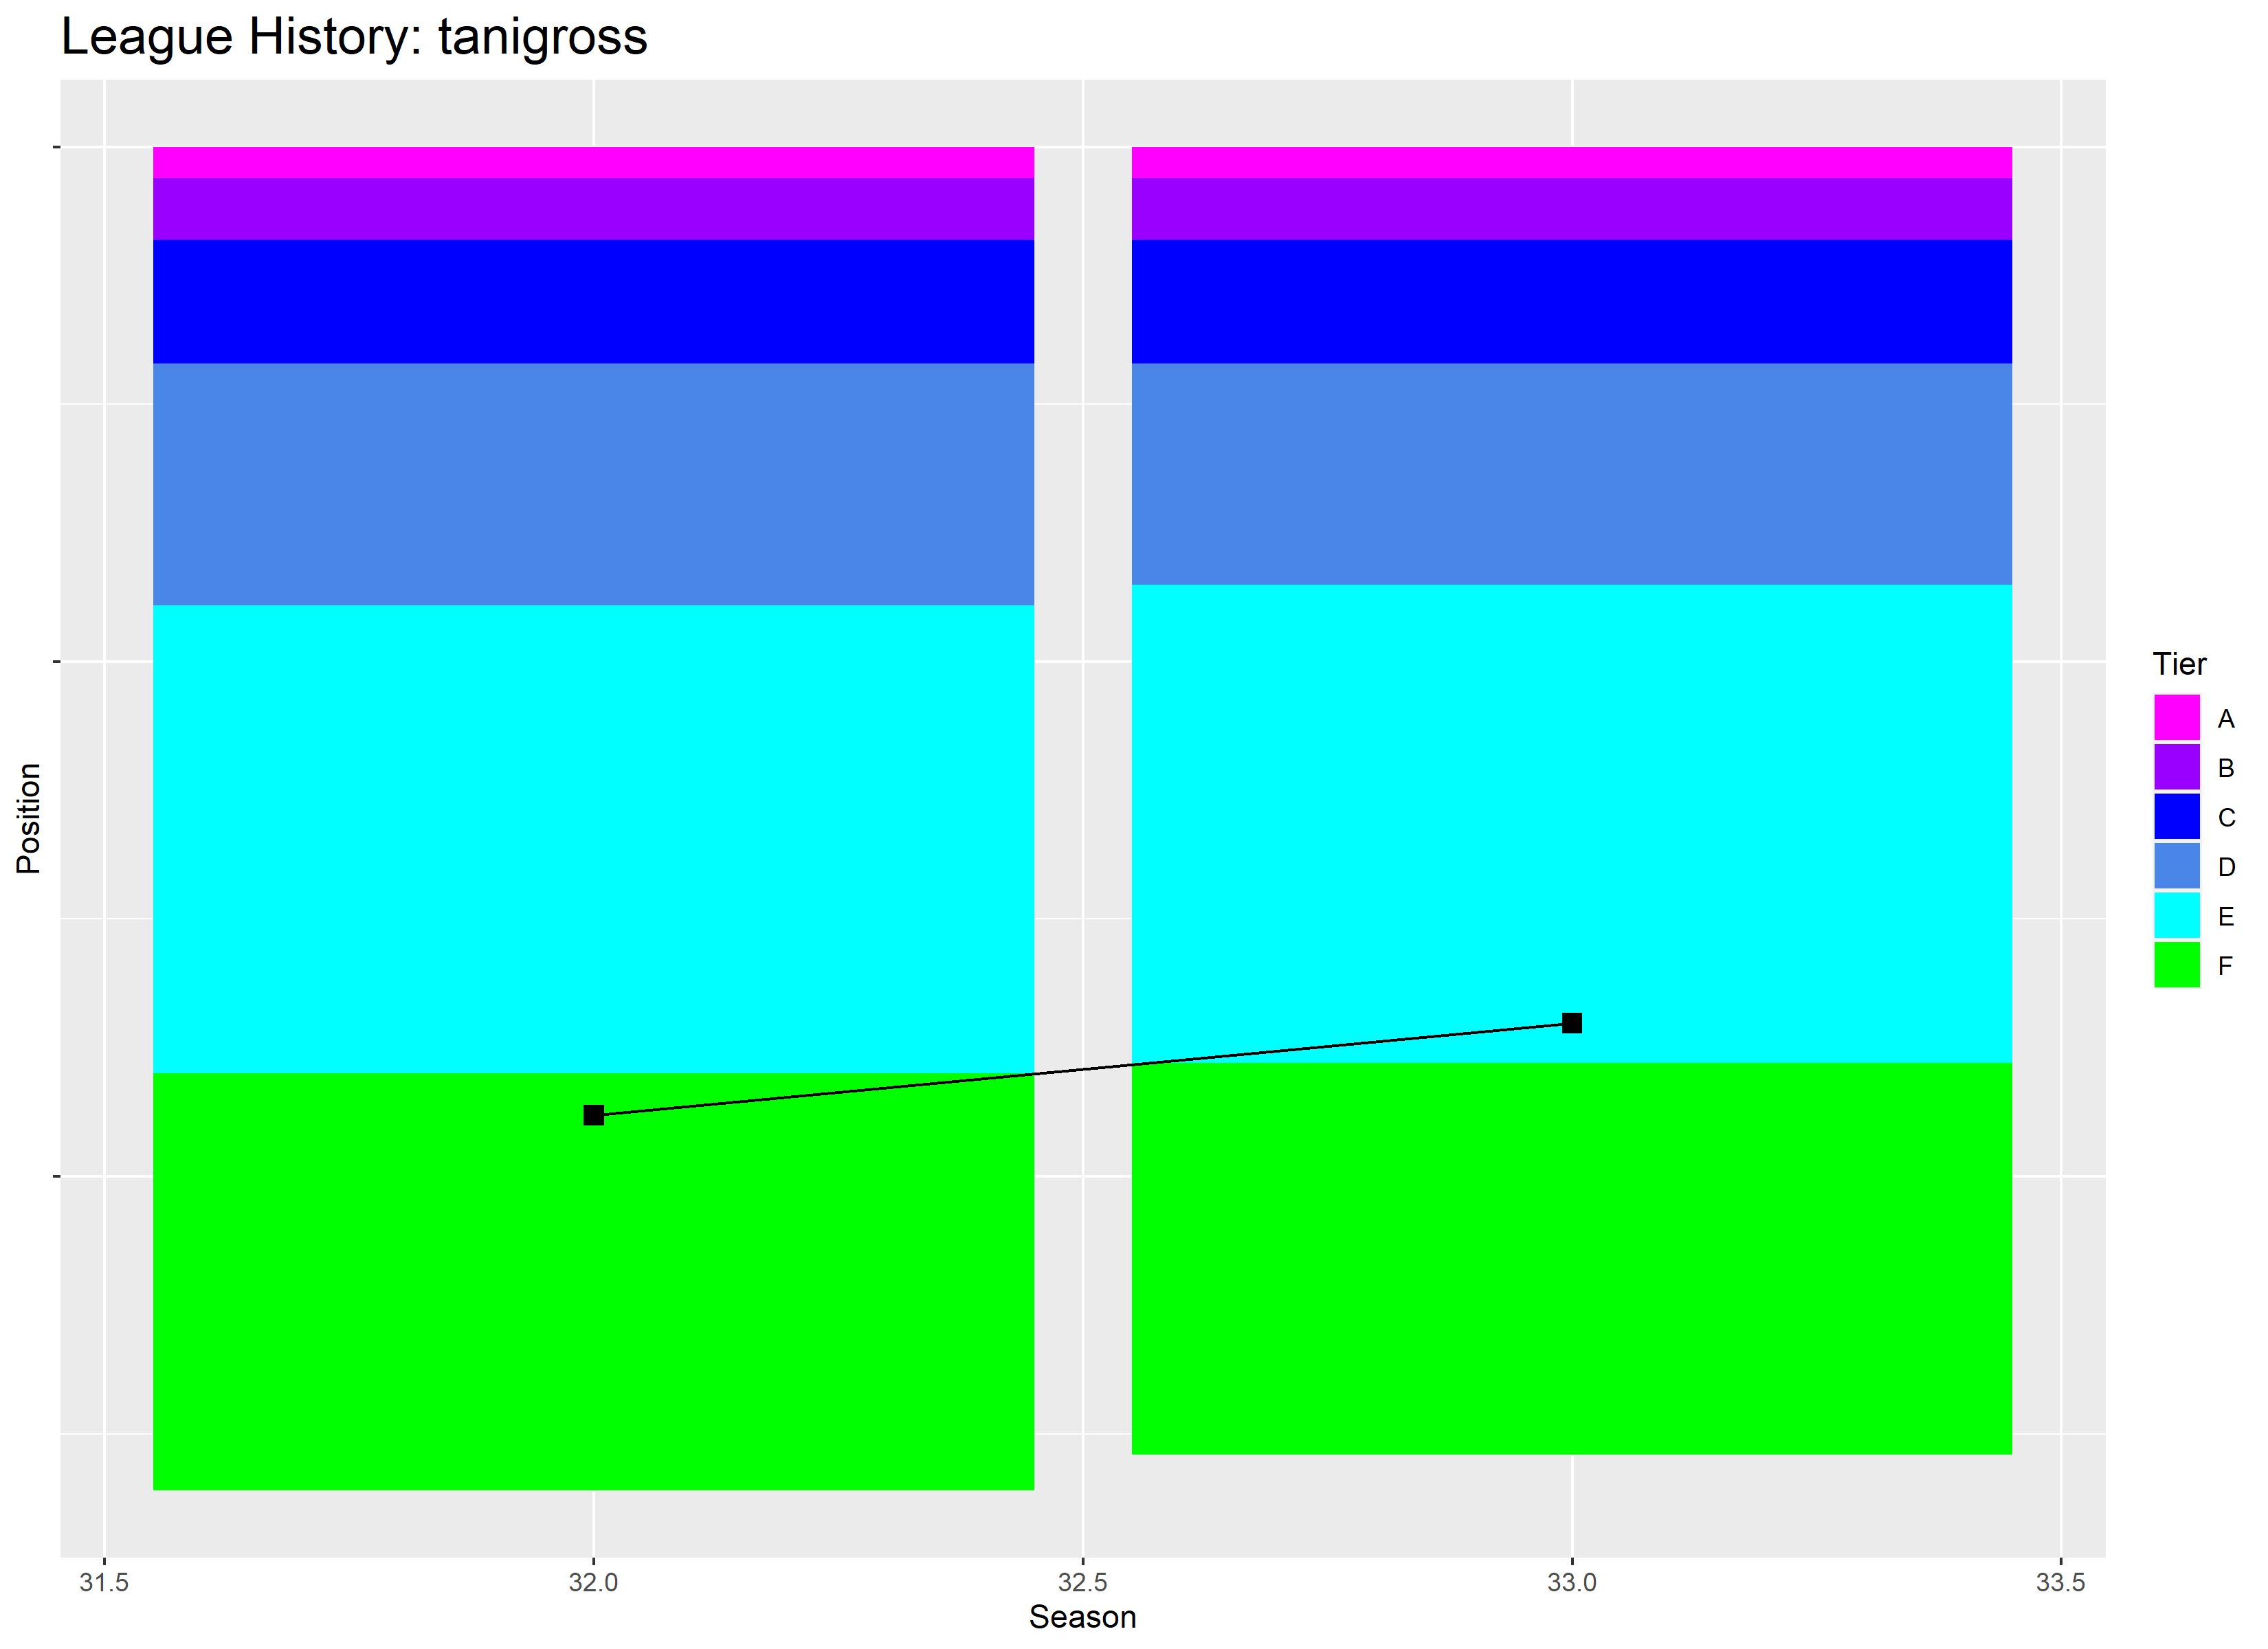 League History: tanigross
Position
31.5
32.0
32.5
33.0
33.5
Season
Tier
A
B
C
D
E
F